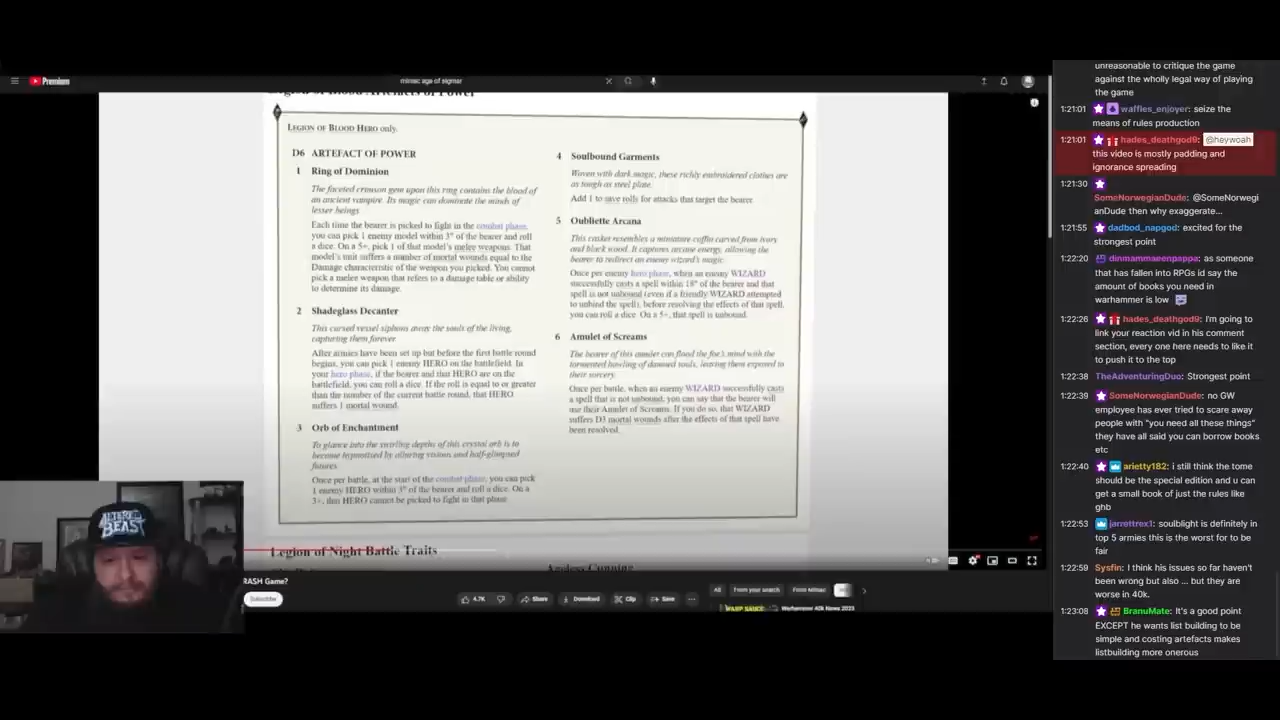 Premium
miniac age of sigmar
Legion of Blood Artefacts of Power
LEGION OF BLOOD HERO only.
D6 ARTEFACT OF POWER
1 Ring of Dominion
The faceted crimson gem upon this ring contains the blood of
an ancient vampire. Its magic can dominate the minds of
lesser beings.
Each time the bearer is picked to fight in the combat phase,
you can pick 1 enemy model within 3" of the bearer and roll
a dice. On a 5+, pick 1 of that model's melee weapons. That
model's unit suffers a number of mortal wounds equal to the
Damage characteristic of the weapon you picked. You cannot
pick a melee weapon that refers to a damage table or ability
to determine its damage.
2 Shadeglass Decanter
This cursed vessel siphons away the souls of the living,
capturing them forever.
After armies have been set up but before the first battle round
begins, you can pick 1 enemy HERO on the battlefield. In
your hero phase, if the bearer and that HERO are on the
battlefield, you can roll a dice. If the roll is equal to or greater
than the number of the current battle round, that HERO
suffers 1 mortal wound.
3 Orb of Enchantment
To glance into the swirling depths of this crystal orb is to
become hypnotised by alluring visions and half-glimpsed
futures.
Once per battle, at the start of the combat phase, you can pick
1 enemy HERO within 3" of the bearer and roll a dice. On a
3+, that HERO cannot be picked to fight in that phase.
4 Soulbound Garments
Woven with dark magic, these richly embroidered clothes are
as tough as steel plate.
Add 1 to save rolls for attacks that target the bearer.
5 Oubliette Arcana
This casket resembles a miniature coffin carved from ivory
and black wood. It captures arcane energy, allowing the
bearer to redirect an enemy wizard's magic.
Once per enemy hero phase, when an enemy WIZARD
successfully casts a spell within 18" of the bearer and that
spell is not unbound (even if a friendly WIZARD attempted
to unbind the spell), before resolving the effects of that spell,
you can roll a dice. On a 5+, that spell is unbound.
6 Amulet of Screams
The bearer of this amulet can flood the foe's mind with the
tormented howling of damned souls, leaving them exposed to
their sorcery.
Once per battle, when an enemy WIZARD successfully casts
a spell that is not unbound, you can say that the bearer will
use their Amulet of Screams. If you do so, that WIZARD
suffers D3 mortal wounds after the effects of that spell have
been resolved.
Legion of Night Battle Traits
Ageless Cunning
ALTERED
BEAST
RASH Game?
Subscribe
4.7K
Share
Download
Clip
Save
All
From your search
From Miniac
WARP SAUCE
Warhammer 40k News 2023
unreasonable to critique the game
against the wholly legal way of playing
the game
1:21:01 waffles_enjoyer: seize the
means of rules production
1:21:01 hades_deathgod9: @heywoah
this video is mostly padding and
ignorance spreading
1:21:30
SomeNorwegianDude: @SomeNorwegi
anDude then why exaggerate...
1:21:55 dadbod_napgod: excited for the
strongest point
1:22:20 dinmammaenpappa: as someone
that has fallen into RPGs id say the
amount of books you need in
warhammer is low
1:22:26 hades_deathgod9: I'm going to
link your reaction vid in his comment
section, every one here needs to like it
to push it to the top
1:22:38 TheAdventuringDuo: Strongest point
1:22:39 SomeNorwegianDude: no GW
employee has ever tried to scare away
people with "you need all these things"
they have all said you can borrow books
etc
1:22:40 arietty182: i still think the tome
should be the special edition and u can
get a small book of just the rules like
ghb
1:22:53 jarrettrex1: soulblight is definitely in
top 5 armies this is the worst for to be
fair
1:22:59 Sysfin: I think his issues so far haven't
been wrong but also ... but they are
worse in 40k.
1:23:08 BranuMate: It's a good point
EXCEPT he wants list building to be
simple and costing artefacts makes
listbuilding more onerous